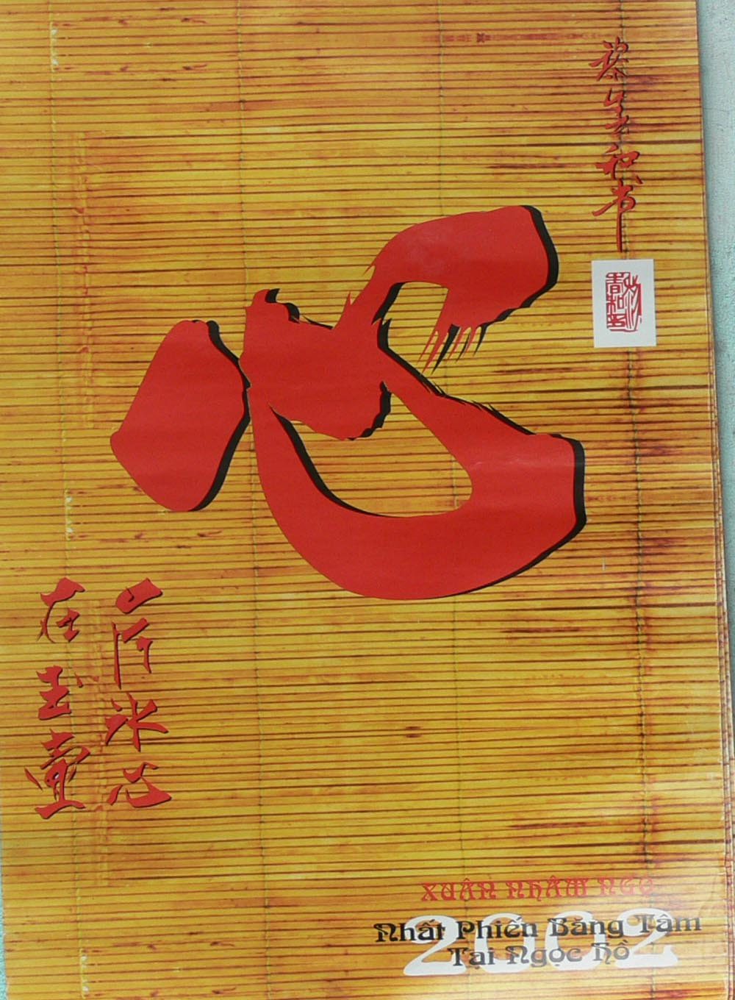 心
一片冰心
在玉壺
XUÂN NHÂM NGỌ
2002
Nhất Phiến Băng Tâm
Tại Ngọc Hồ